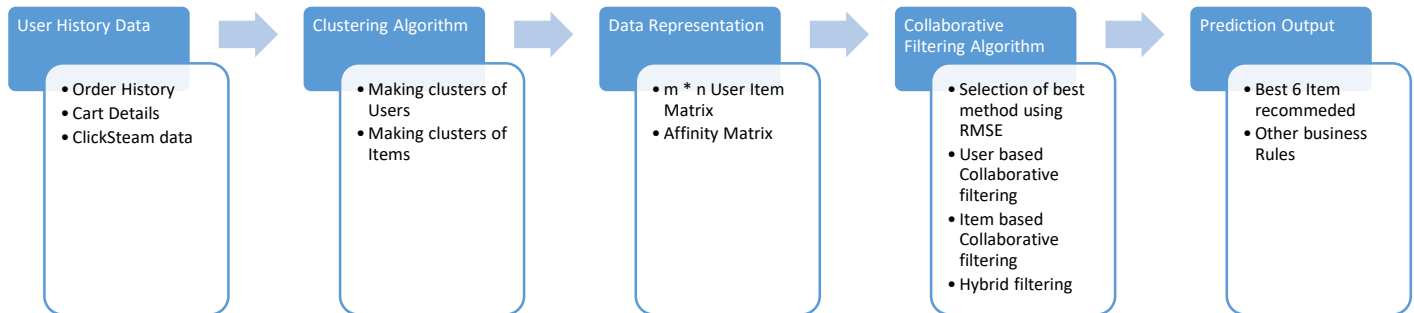 User History Data
• Order History
• Cart Details
• ClickSteam data
Clustering Algorithm
• Making clusters of
Users
• Making clusters of
Items
Data Representation
• m * n User Item
Matrix
• Affinity Matrix
Collaborative
Filtering Algorithm
• Selection of best
method using
RMSE
• User based
Collaborative
filtering
• Item based
Collaborative
filtering
• Hybrid filtering
Prediction Output
• Best 6 Item
recommeded
• Other business
Rules